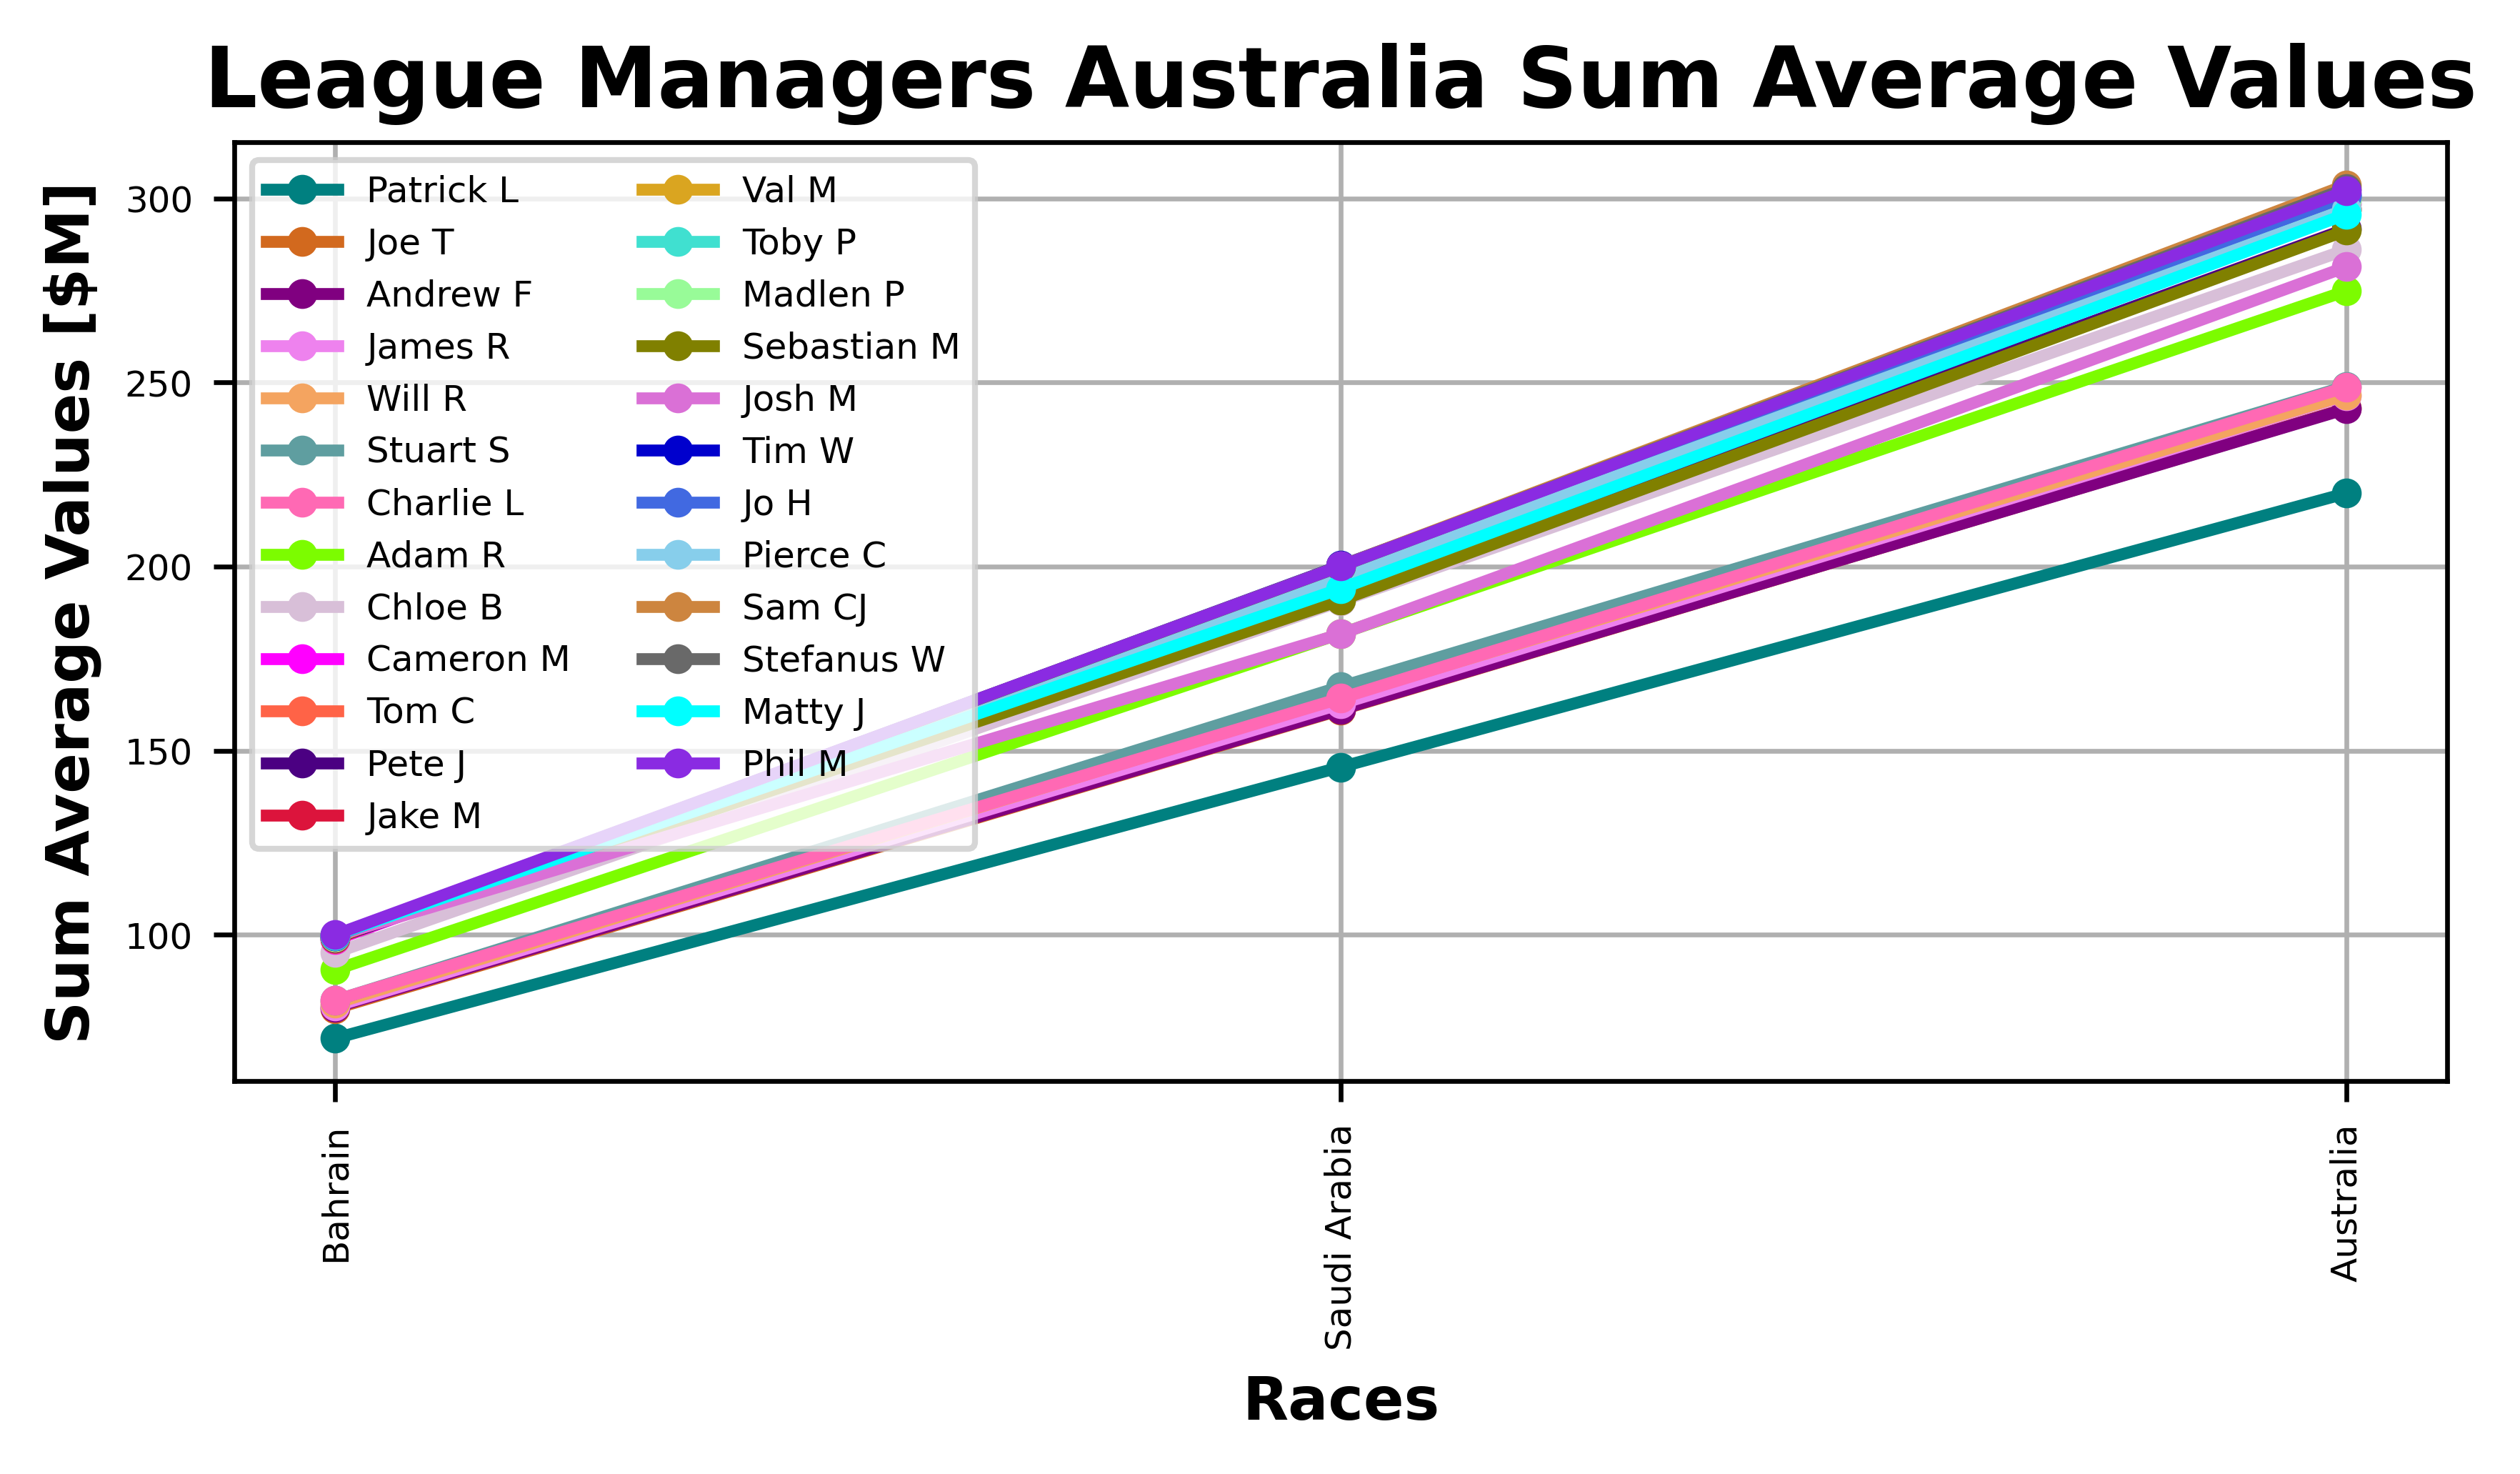 League Managers Australia Sum Average Values
Sum Average Values [$M]
300
250
200
150
100
Patrick L
Joe T
Andrew F
James R
Will R
Stuart S
Charlie L
Adam R
Chloe B
Cameron M
Tom C
Pete J
Jake M
Val M
Toby P
Madlen P
Sebastian M
Josh M
Tim W
Jo H
Pierce C
Sam CJ
Stefanus W
Matty J
Phil M
Bahrain
Saudi Arabia
Australia
Races